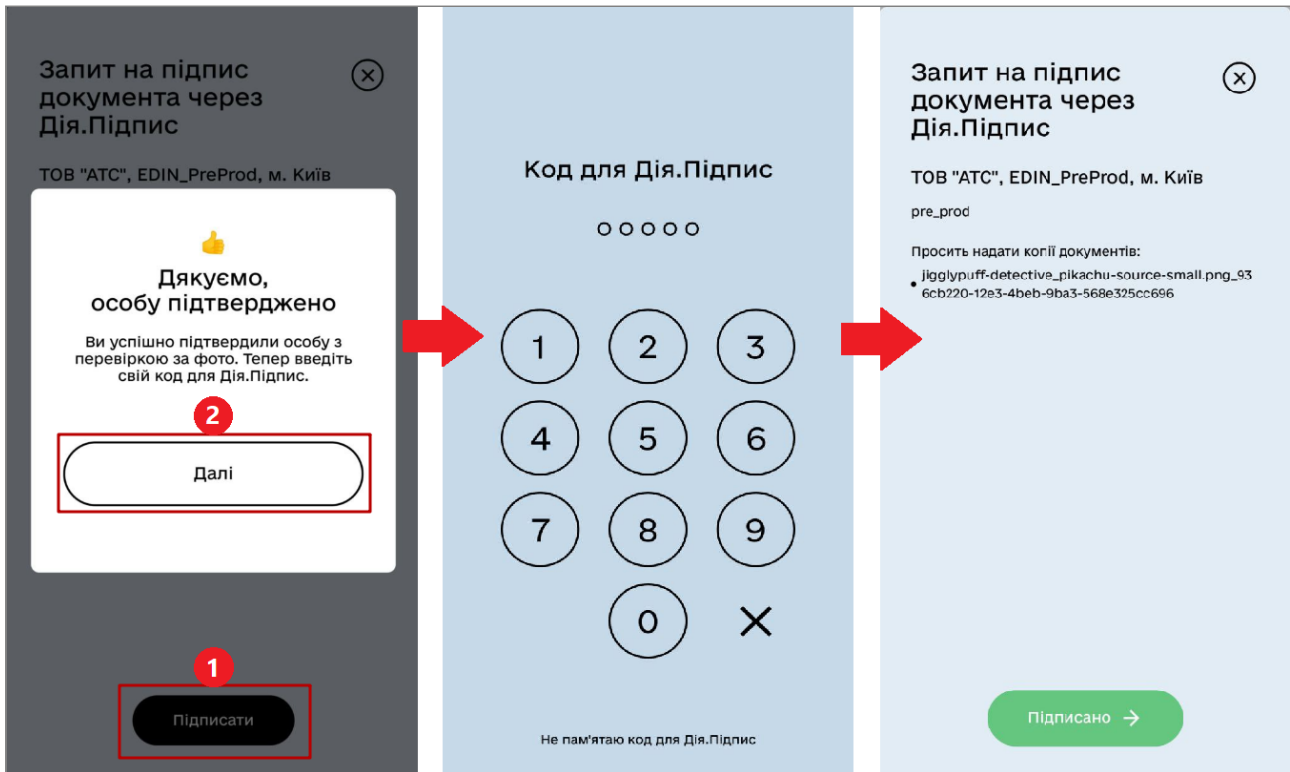 Запит на підпис
документа через
Дія.Підпис
ТОВ "АТС", EDIN_PreProd, м. Київ
Дякуємо,
особу підтверджено
Ви успішно підтвердили особу з
перевіркою за фото. Тепер введіть
свій код для Дія.Підпис.
2
Далі
1
Підписати
Код для Дія.Підпис
1 2 3
4 5 6
7 8 9
0
Не пам'ятаю код для Дія.Підпис
Запит на підпис
документа через
Дія.Підпис
ТОВ "АТС", EDIN_PreProd, м. Київ
pre_prod
Просить надати копії документів:
jigglypuff-detective_pikachu-source-small.png_93
6cb220-12e3-4beb-9ba3-568e325cc696
Підписано